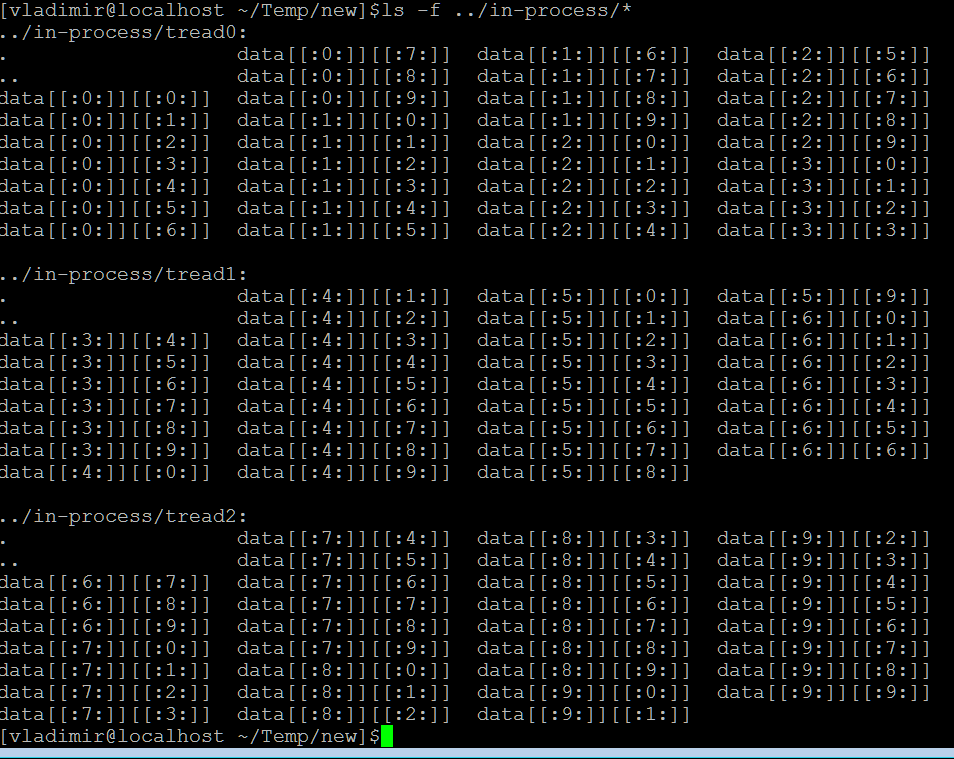 [vladimir@localhost ~/Temp/new]$ls -f ../in-process/*
../in-process/tread0:
. data[[:0:]][[:7:]] data[[:1:]][[:6:]] data[[:2:]][[:5:]]
.. data[[:0:]][[:8:]] data[[:1:]][[:7:]] data[[:2:]][[:6:]]
data[[:0:]][[:0:]] data[[:0:]][[:9:]] data[[:1:]][[:8:]] data[[:2:]][[:7:]]
data[[:0:]][[:1:]] data[[:1:]][[:0:]] data[[:1:]][[:9:]] data[[:2:]][[:8:]]
data[[:0:]][[:2:]] data[[:1:]][[:1:]] data[[:2:]][[:0:]] data[[:2:]][[:9:]]
data[[:0:]][[:3:]] data[[:1:]][[:2:]] data[[:2:]][[:1:]] data[[:3:]][[:0:]]
data[[:0:]][[:4:]] data[[:1:]][[:3:]] data[[:2:]][[:2:]] data[[:3:]][[:1:]]
data[[:0:]][[:5:]] data[[:1:]][[:4:]] data[[:2:]][[:3:]] data[[:3:]][[:2:]]
data[[:0:]][[:6:]] data[[:1:]][[:5:]] data[[:2:]][[:4:]] data[[:3:]][[:3:]]
../in-process/tread1:
. data[[:4:]][[:1:]] data[[:5:]][[:0:]] data[[:5:]][[:9:]]
.. data[[:4:]][[:2:]] data[[:5:]][[:1:]] data[[:6:]][[:0:]]
data[[:3:]][[:4:]] data[[:4:]][[:3:]] data[[:5:]][[:2:]] data[[:6:]][[:1:]]
data[[:3:]][[:5:]] data[[:4:]][[:4:]] data[[:5:]][[:3:]] data[[:6:]][[:2:]]
data[[:3:]][[:6:]] data[[:4:]][[:5:]] data[[:5:]][[:4:]] data[[:6:]][[:3:]]
data[[:3:]][[:7:]] data[[:4:]][[:6:]] data[[:5:]][[:5:]] data[[:6:]][[:4:]]
data[[:3:]][[:8:]] data[[:4:]][[:7:]] data[[:5:]][[:6:]] data[[:6:]][[:5:]]
data[[:3:]][[:9:]] data[[:4:]][[:8:]] data[[:5:]][[:7:]] data[[:6:]][[:6:]]
data[[:4:]][[:0:]] data[[:4:]][[:9:]] data[[:5:]][[:8:]]
../in-process/tread2:
. data[[:7:]][[:4:]] data[[:8:]][[:3:]] data[[:9:]][[:2:]]
.. data[[:7:]][[:5:]] data[[:8:]][[:4:]] data[[:9:]][[:3:]]
data[[:6:]][[:7:]] data[[:7:]][[:6:]] data[[:8:]][[:5:]] data[[:9:]][[:4:]]
data[[:6:]][[:8:]] data[[:7:]][[:7:]] data[[:8:]][[:6:]] data[[:9:]][[:5:]]
data[[:6:]][[:9:]] data[[:7:]][[:8:]] data[[:8:]][[:7:]] data[[:9:]][[:6:]]
data[[:7:]][[:0:]] data[[:7:]][[:9:]] data[[:8:]][[:8:]] data[[:9:]][[:7:]]
data[[:7:]][[:1:]] data[[:8:]][[:0:]] data[[:8:]][[:9:]] data[[:9:]][[:8:]]
data[[:7:]][[:2:]] data[[:8:]][[:1:]] data[[:9:]][[:0:]] data[[:9:]][[:9:]]
data[[:7:]][[:3:]] data[[:8:]][[:2:]] data[[:9:]][[:1:]]
[vladimir@localhost ~/Temp/new]$